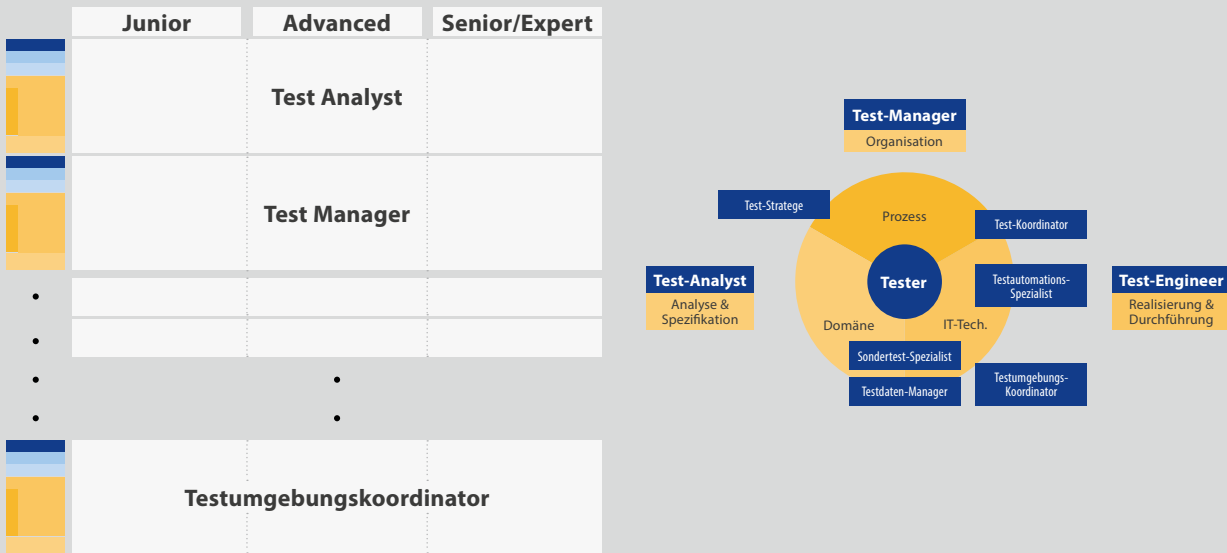 Junior
Advanced
Senior/Expert
Test Analyst
Test Manager
Testumgebungskoordinator
Test-Manager
Organisation
Test-Stratege
Prozess
Test-Koordinator
Test-Analyst
Analyse &
Spezifikation
Tester
Testautomations-
Spezialist
Test-Engineer
Realisierung &
Durchführung
Domäne
IT-Tech.
Sondertest-Spezialist
Testdaten-Manager
Testumgebungs-
Koordinator